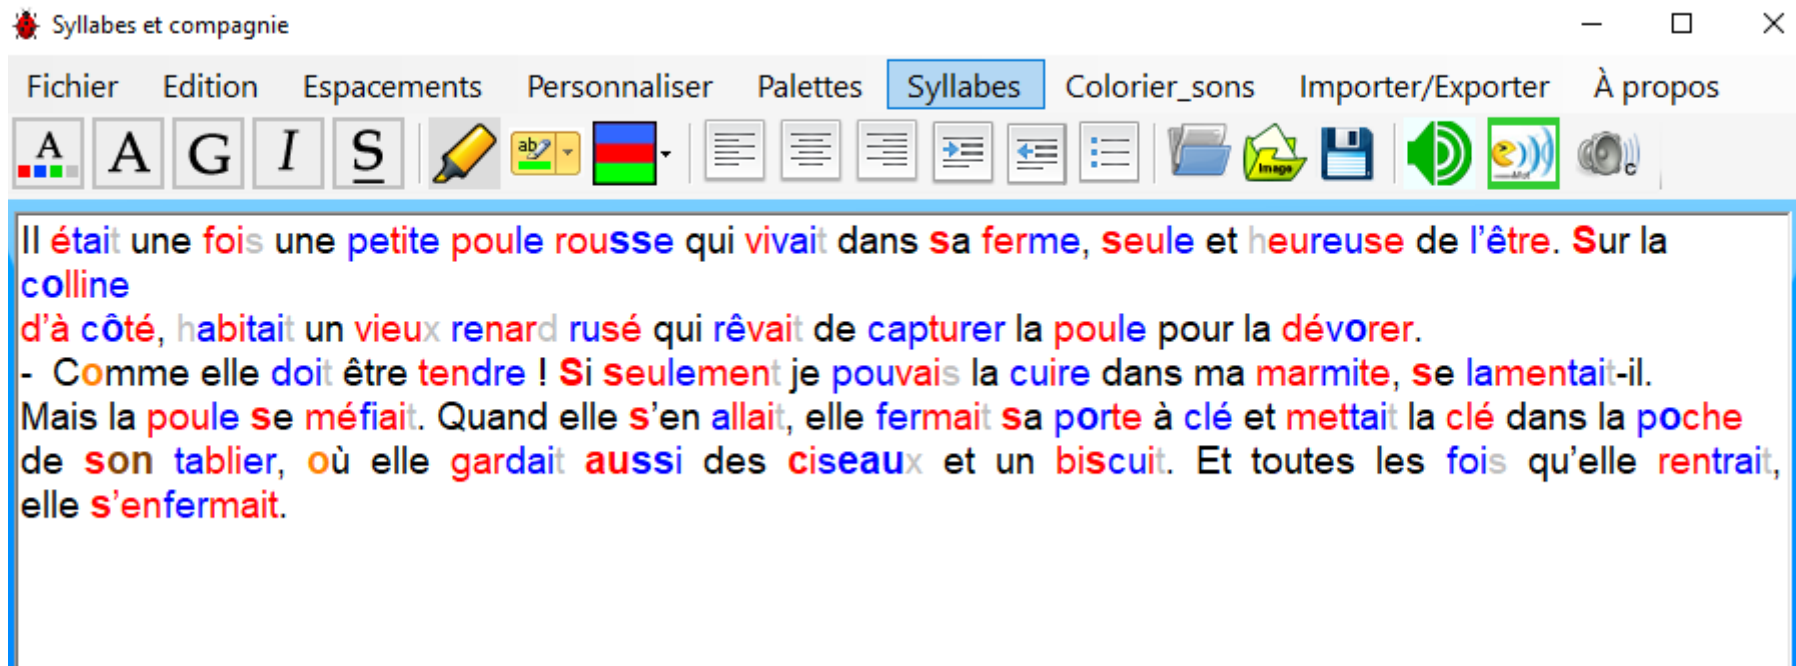 Syllabes et compagnie
Fichier Edition Espacements Personnaliser Palettes Syllabes Colorier_sons Importer/Exporter À propos
A A G I S ab Image Mot C
Il était une fois une petite poule rousse qui vivait dans sa ferme, seule et heureuse de l'être. Sur la
colline
d'à côté, habitait un vieux renard rusé qui rêvait de capturer la poule pour la dévorer.
- Comme elle doit être tendre ! Si seulement je pouvais la cuire dans ma marmite, se lamentait-il.
Mais la poule se méfiait. Quand elle s'en allait, elle fermait sa porte à clé et mettait la clé dans la poche
de son tablier, où elle gardait aussi des ciseaux et un biscuit. Et toutes les fois qu'elle rentrait,
elle s'enfermait.